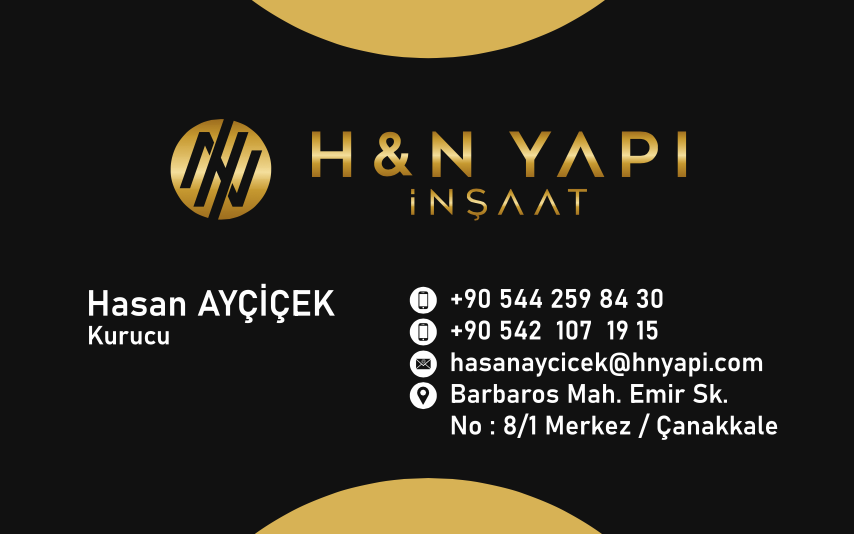 H&N YAPI
İNŞAAT
Hasan AYÇİÇEK
Kurucu
+90 544 259 84 30
+90 542 107 19 15
hasanaycicek@hnyapi.com
Barbaros Mah. Emir Sk.
No : 8/1 Merkez / Çanakkale